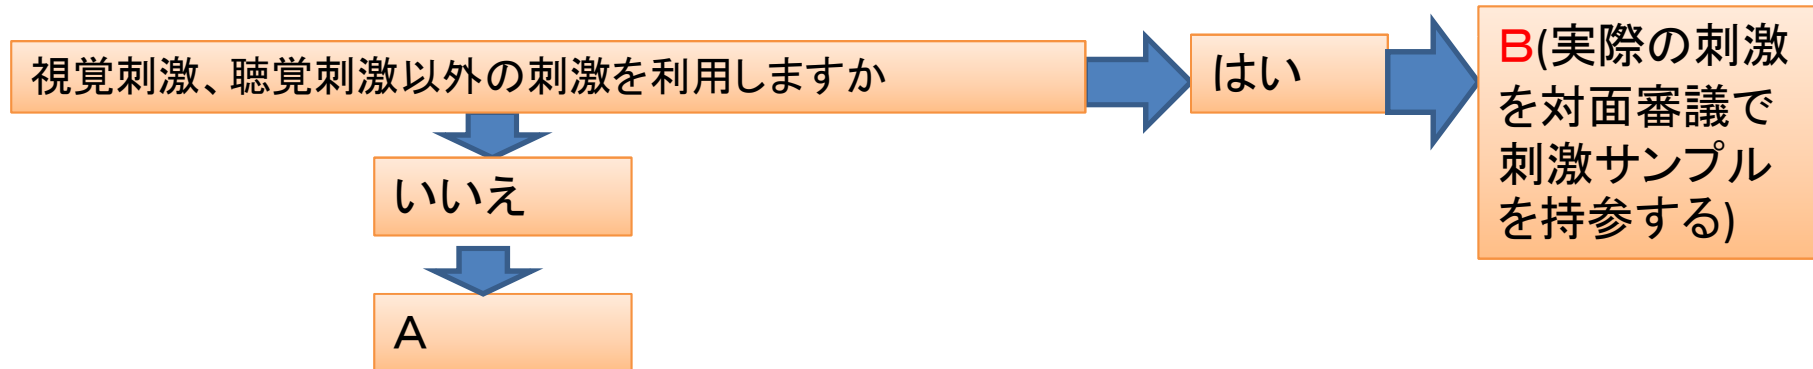 視覚刺激、聴覚刺激以外の刺激を利用しますか
はい
B(実際の刺激
を対面審議で
刺激サンプル
を持参する)
いいえ
A